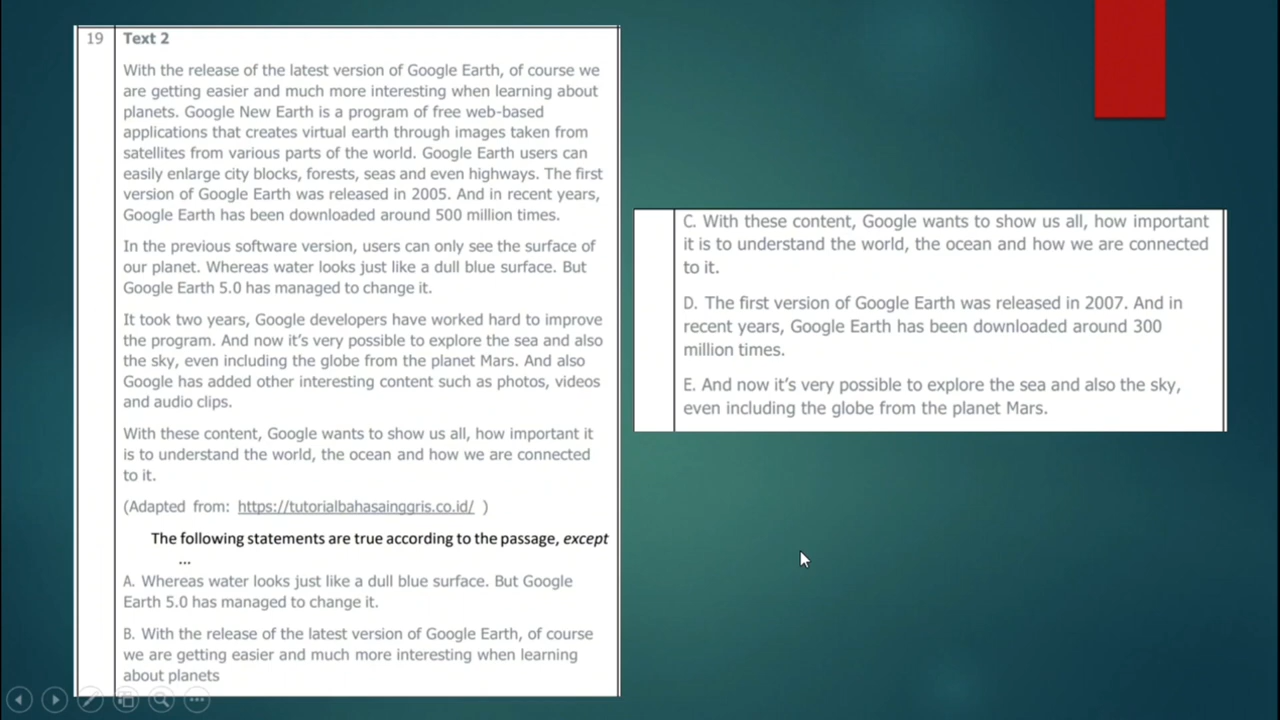 19 Text 2
With the release of the latest version of Google Earth, of course we
are getting easier and much more interesting when learning about
planets. Google New Earth is a program of free web-based
applications that creates virtual earth through images taken from
satellites from various parts of the world. Google Earth users can
easily enlarge city blocks, forests, seas and even highways. The first
version of Google Earth was released in 2005. And in recent years,
Google Earth has been downloaded around 500 million times.
In the previous software version, users can only see the surface of
our planet. Whereas water looks just like a dull blue surface. But
Google Earth 5.0 has managed to change it.
It took two years, Google developers have worked hard to improve
the program. And now it's very possible to explore the sea and also
the sky, even including the globe from the planet Mars. And also
Google has added other interesting content such as photos, videos
and audio clips.
With these content, Google wants to show us all, how important it
is to understand the world, the ocean and how we are connected
to it.
(Adapted from: https://tutorialbahasainggris.co.id/ )
The following statements are true according to the passage, except
...
A. Whereas water looks just like a dull blue surface. But Google
Earth 5.0 has managed to change it.
B. With the release of the latest version of Google Earth, of course
we are getting easier and much more interesting when learning
about planets
C. With these content, Google wants to show us all, how important
it is to understand the world, the ocean and how we are connected
to it.
D. The first version of Google Earth was released in 2007. And in
recent years, Google Earth has been downloaded around 300
million times.
E. And now it's very possible to explore the sea and also the sky,
even including the globe from the planet Mars.